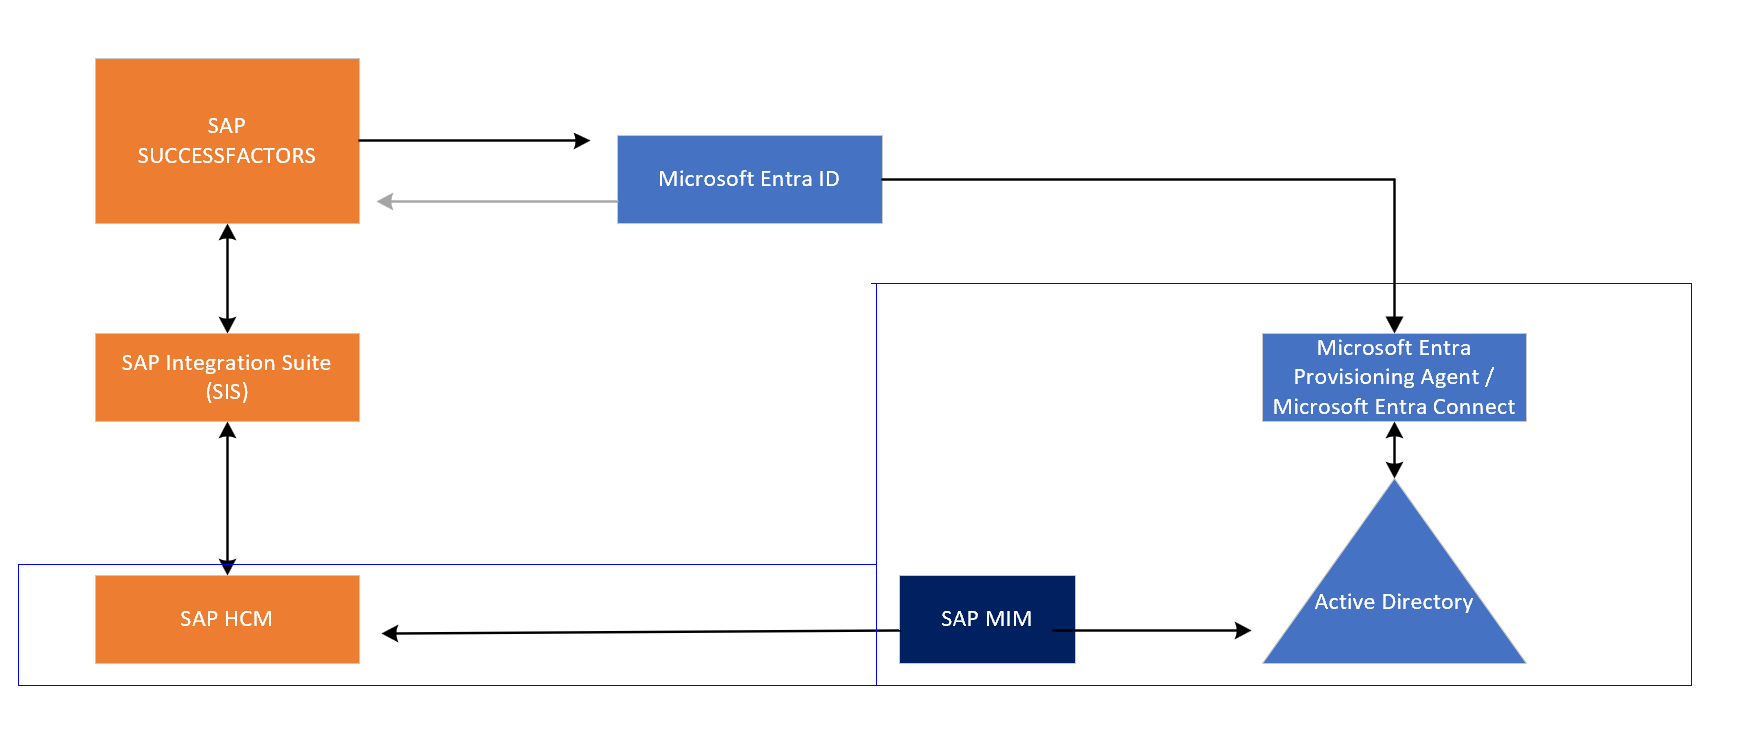 SAP
SUCCESSFACTORS
Microsoft Entra ID
SAP Integration Suite
(SIS)
Microsoft Entra
Provisioning Agent /
Microsoft Entra Connect
SAP HCM
SAP MIM
Active Directory